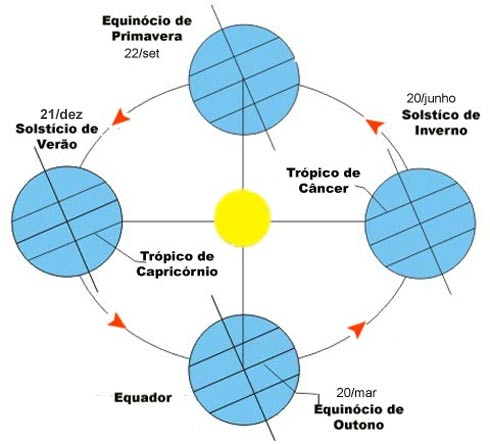 Equinócio de
Primavera
22/set
21/dez
Solstício de
Verão
20/junho
Solstíco de
Inverno
Trópico de
Câncer
Trópico de
Capricórnio
Equador
20/mar
Equinócio de
Outono